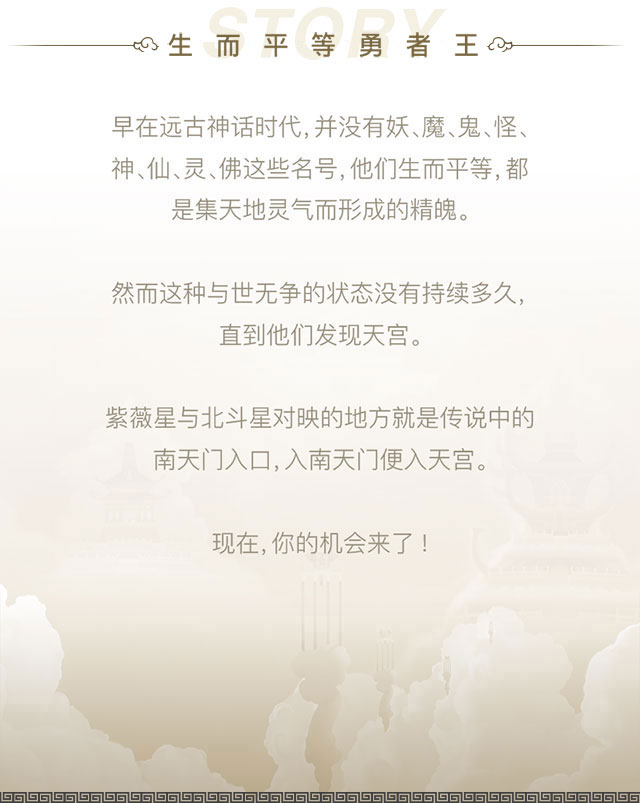 STORY
生而平等勇者王
早在远古神话时代，并没有妖、魔、鬼、怪、
神、仙、灵、佛这些名号，他们生而平等，都
是集天地灵气而形成的精魄。
然而这种与世无争的状态没有持续多久，
直到他们发现天宫。
紫薇星与北斗星对映的地方就是传说中的
南天门入口，入南天门便入天宫。
现在，你的机会来了！